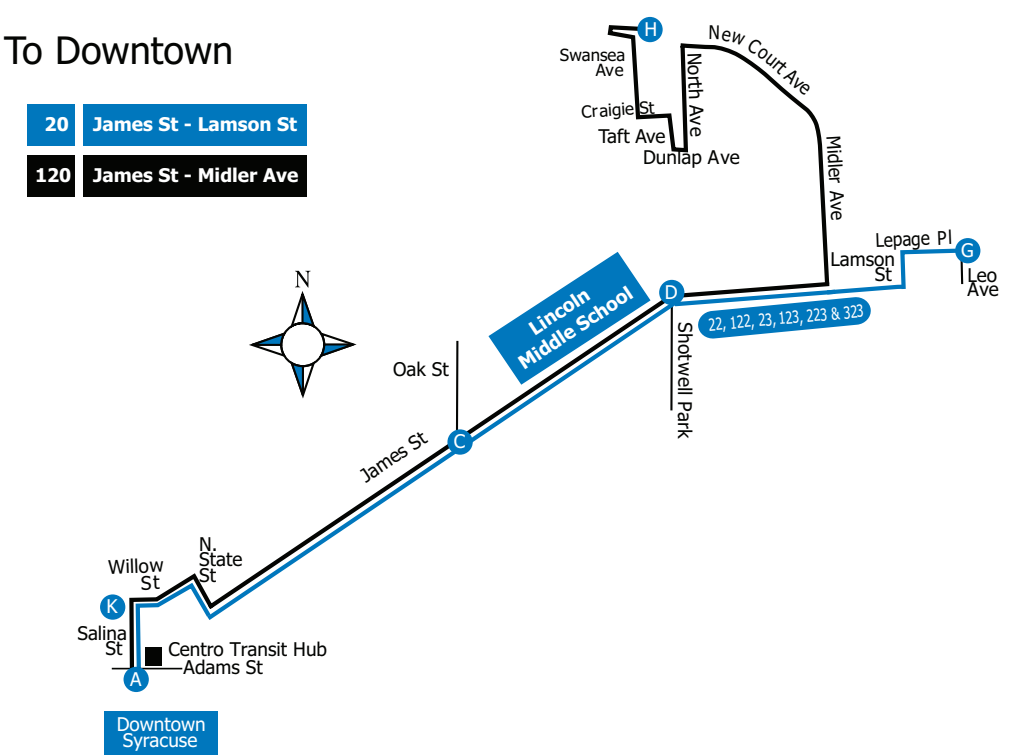 To Downtown
20 James St - Lamson St
120 James St - Midler Ave
H
Swansea
Ave
New Court Ave
North Ave
Craigie St
Taft Ave
Dunlap Ave
Midler Ave
Lepage Pl
G
Lamson
St
Leo
Ave
N
Lincoln
Middle School
D
22, 122, 23, 123, 223 & 323
Shotwell Park
Oak St
C
James St
N.
State
St
Willow
St
K
Salina
St
Centro Transit Hub
Adams St
A
Downtown
Syracuse